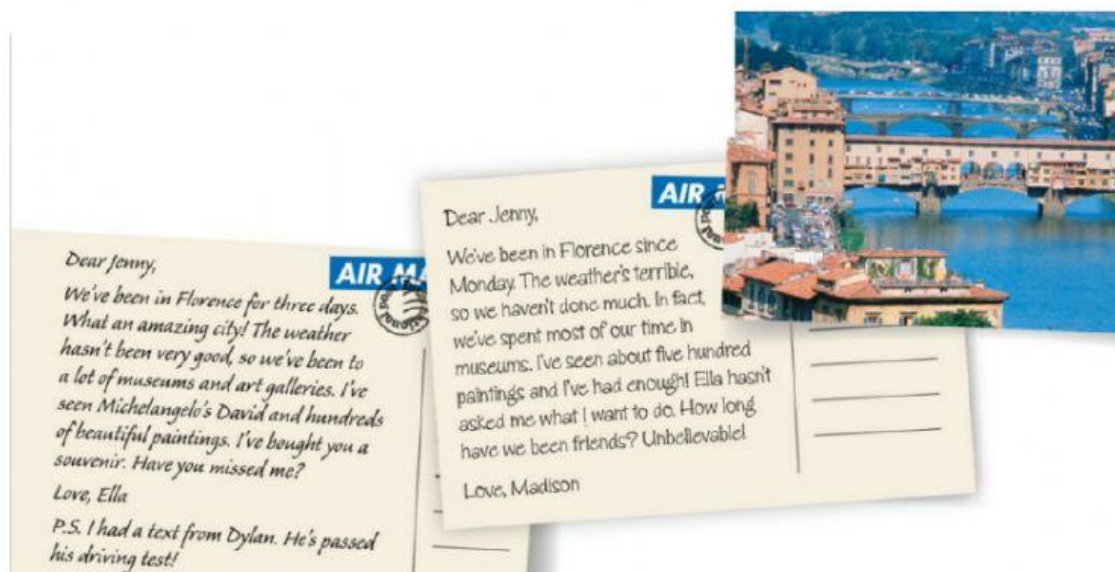 Dear Jenny,
We've been in Florence for three days.
What an amazing city! The weather
hasn't been very good, so we've been to
a lot of museums and art galleries. I've
seen Michelangelo's David and hundreds
of beautiful paintings. I've bought you a
souvenir. Have you missed me?
Love, Ella
P.S. I had a text from Dylan. He's passed
his driving test!
AIR MA
Dear Jenny,
We've been in Florence since
Monday. The weather's terrible,
so we haven't done much. In fact,
we've spent most of our time in
museums. I've seen about five hundred
paintings and I've had enough! Ella hasn't
asked me what I want to do. How long
have we been friends? Unbelievable!
Love, Madison
AIR M